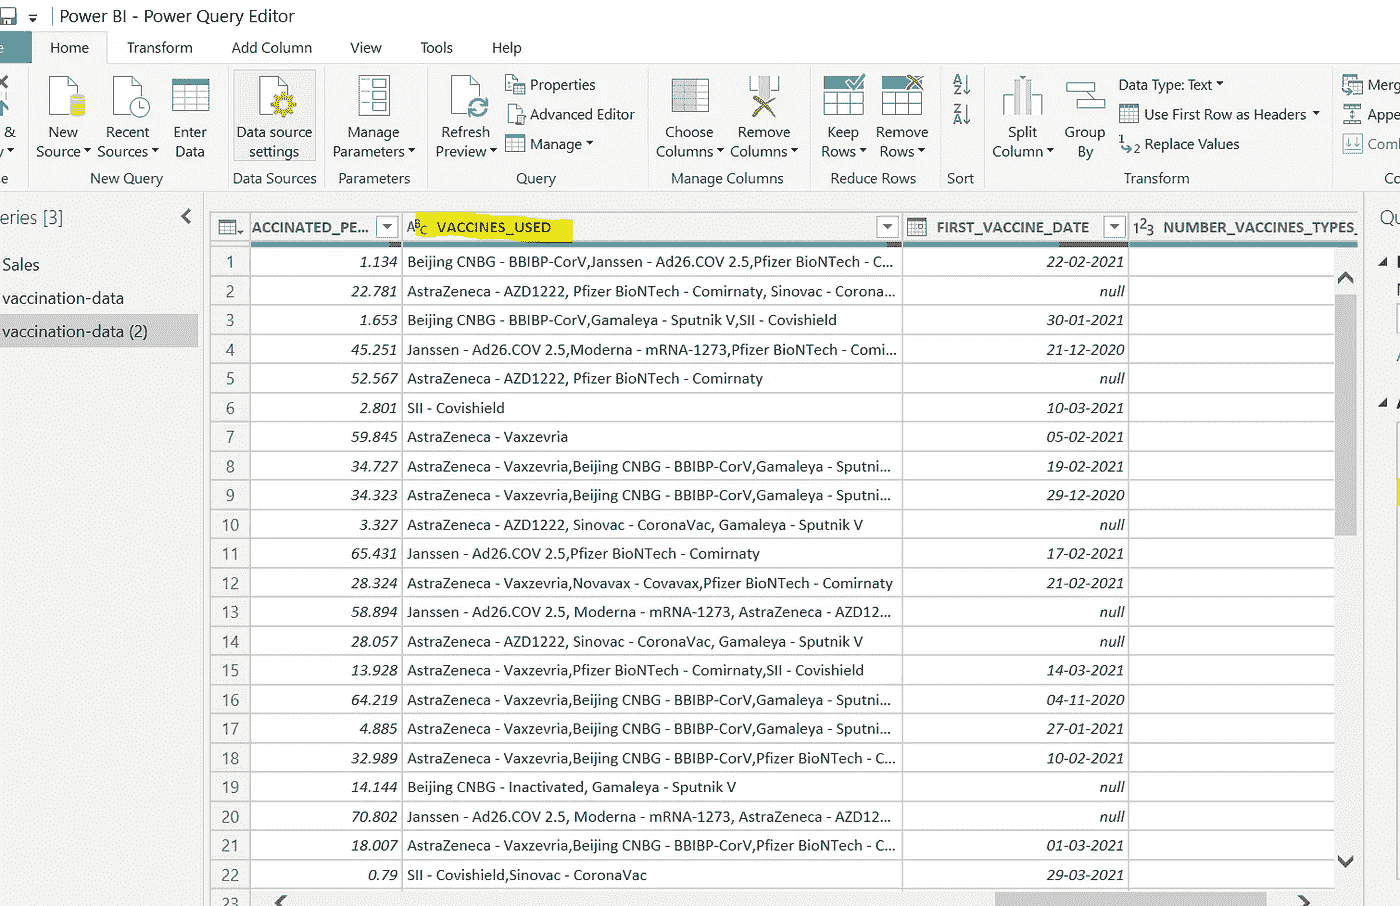 Power BI - Power Query Editor
Home Transform Add Column View Tools Help
New Source
Recent Sources
Enter Data
New Query
Data source settings
Data Sources
Manage Parameters
Parameters
Refresh Preview
Properties
Advanced Editor
Manage
Query
Choose Columns
Remove Columns
Manage Columns
Keep Rows
Remove Rows
Reduce Rows
Sort
Split Column
Group By
Data Type: Text
Use First Row as Headers
Replace Values
Transform
Merg
Appe
Coml
eries [3]
Sales
vaccination-data
vaccination-data (2)
ACCINATED_PE... VACCINES_USED FIRST_VACCINE_DATE 123 NUMBER_VACCINES_TYPES_
1 1.134 Beijing CNBG - BBIBP-CorV,Janssen - Ad26.COV 2.5,Pfizer BioNTech - C... 22-02-2021
2 22.781 AstraZeneca - AZD1222, Pfizer BioNTech - Comirnaty, Sinovac - Corona... null
3 1.653 Beijing CNBG - BBIBP-CorV,Gamaleya - Sputnik V,SII - Covishield 30-01-2021
4 45.251 Janssen - Ad26.COV 2.5,Moderna - mRNA-1273,Pfizer BioNTech - Comi... 21-12-2020
5 52.567 AstraZeneca - AZD1222, Pfizer BioNTech - Comirnaty null
6 2.801 SII - Covishield 10-03-2021
7 59.845 AstraZeneca - Vaxzevria 05-02-2021
8 34.727 AstraZeneca - Vaxzevria,Beijing CNBG - BBIBP-CorV,Gamaleya - Sputni... 19-02-2021
9 34.323 AstraZeneca - Vaxzevria,Beijing CNBG - BBIBP-CorV,Gamaleya - Sputni... 29-12-2020
10 3.327 AstraZeneca - AZD1222, Sinovac - CoronaVac, Gamaleya - Sputnik V null
11 65.431 Janssen - Ad26.COV 2.5,Pfizer BioNTech - Comirnaty 17-02-2021
12 28.324 AstraZeneca - Vaxzevria,Novavax - Covavax,Pfizer BioNTech - Comirnaty 21-02-2021
13 58.894 Janssen - Ad26.COV 2.5, Moderna - mRNA-1273, AstraZeneca - AZD12... null
14 28.057 AstraZeneca - AZD1222, Sinovac - CoronaVac, Gamaleya - Sputnik V null
15 13.928 AstraZeneca - Vaxzevria,Pfizer BioNTech - Comirnaty,SII - Covishield 14-03-2021
16 64.219 AstraZeneca - Vaxzevria,Beijing CNBG - BBIBP-CorV,Gamaleya - Sputni... 04-11-2020
17 4.885 AstraZeneca - Vaxzevria,Beijing CNBG - BBIBP-CorV,Gamaleya - Sputni... 27-01-2021
18 32.989 AstraZeneca - Vaxzevria,Beijing CNBG - BBIBP-CorV,Pfizer BioNTech - C... 10-02-2021
19 14.144 Beijing CNBG - Inactivated, Gamaleya - Sputnik V null
20 70.802 Janssen - Ad26.COV 2.5, Moderna - mRNA-1273, AstraZeneca - AZD12... null
21 18.007 AstraZeneca - Vaxzevria,Beijing CNBG - BBIBP-CorV,Pfizer BioNTech - C... 01-03-2021
22 0.79 SII - Covishield,Sinovac - CoronaVac 29-03-2021
23